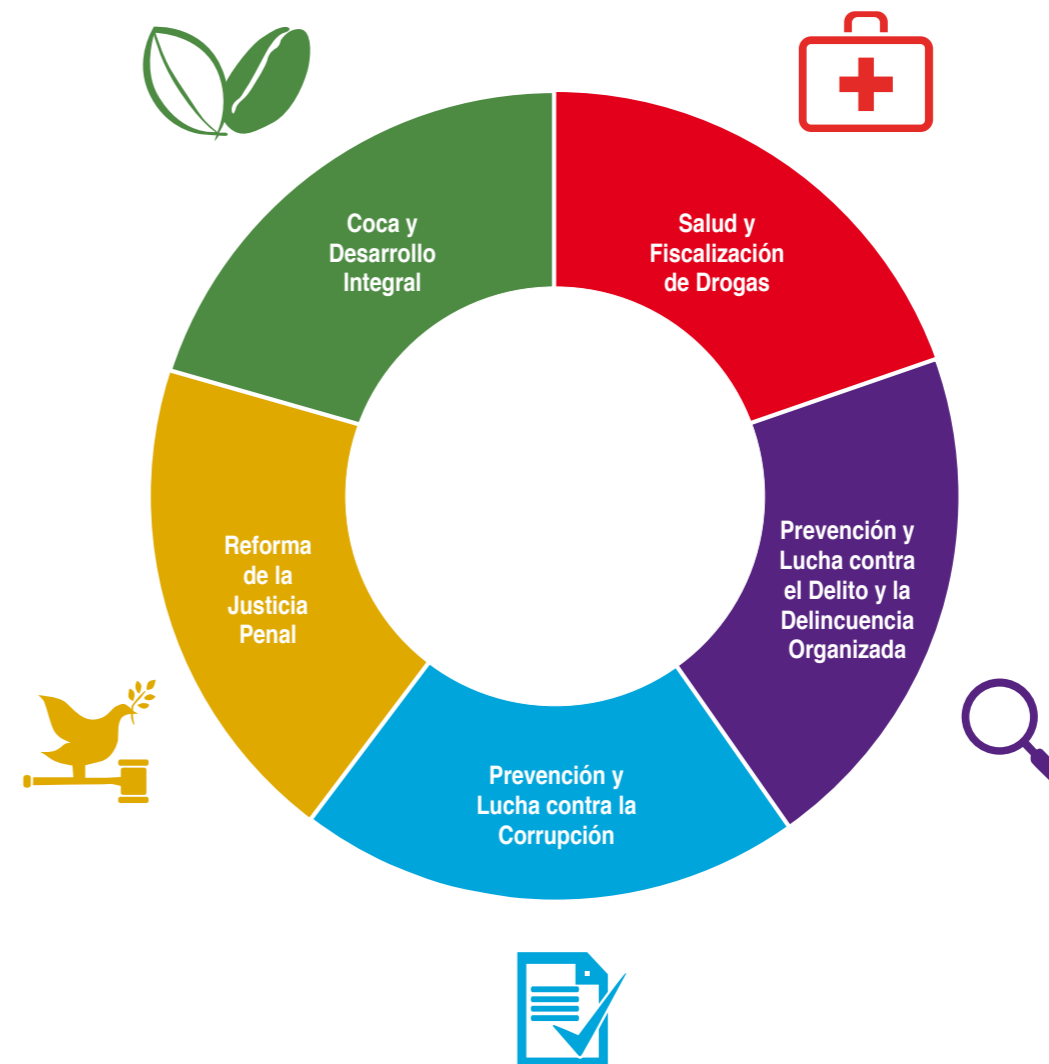 Coca y
Desarrollo
Integral
Salud y
Fiscalización
de Drogas
Prevención y
Lucha contra
el Delito y la
Delincuencia
Organizada
Reforma
de la
Justicia
Penal
Prevención y
Lucha contra la
Corrupción